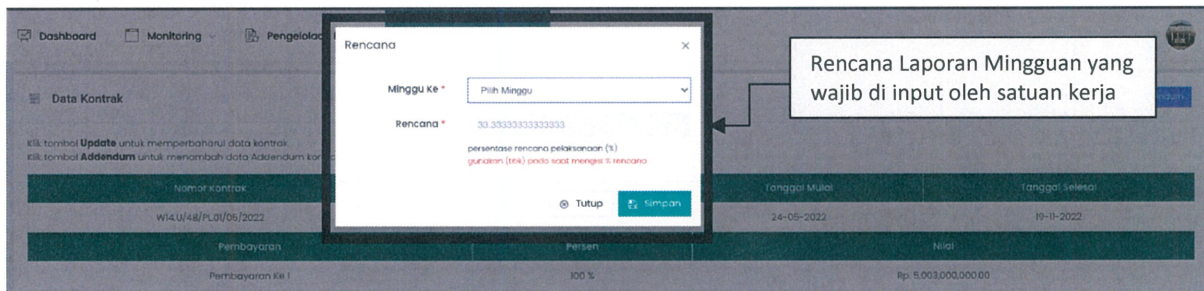 Dashboard Monitoring
Rencana
Rencana Laporan Mingguan yang
wajib di input oleh satuan kerja
Minggu Ke *
Pilih Minggu
Data Kontrak
Rencana *
33.33333333333333
persentase rencana pelaksanaan (%)
gunakan (titik) pada saat mengisi % rencana
Klik tombol Update untuk memperbaharui data kontrak.
Klik tombol Addendum untuk menambah data Addendum
Tutup Simpan
Nomor Kontrak Tanggal Mulai Tanggal Selesai
W14.U/48/PL.01/05/2022 24-05-2022 19-11-2022
Pembayaran Persen Nilai
Pembayaran Ke 1 100 % Rp. 5,003,000,000.00